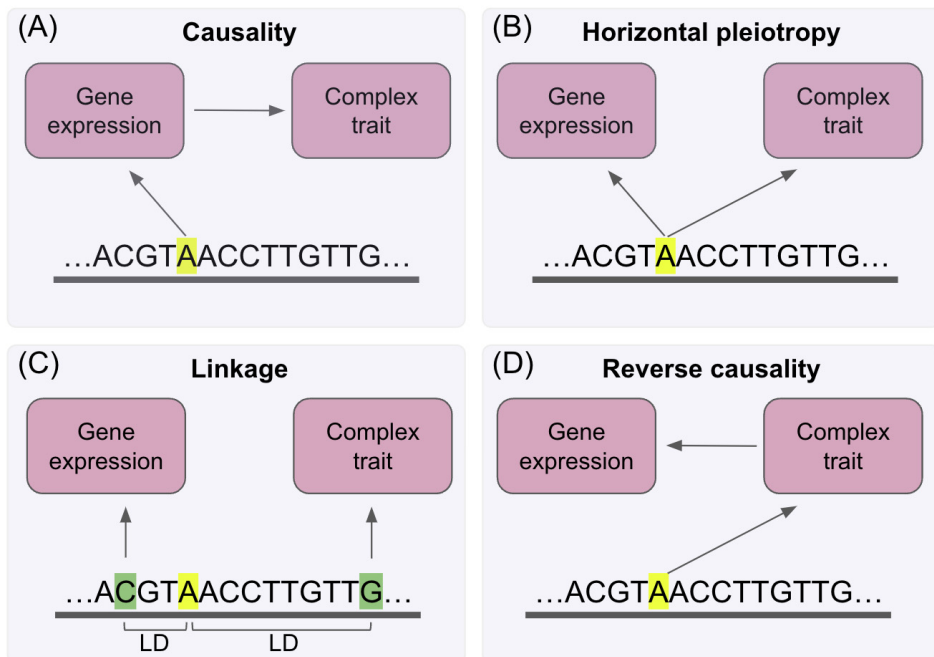 (A)
Causality
Gene
expression
Complex
trait
…ACGTAACCTTGTTG…
(B)
Horizontal pleiotropy
Gene
expression
Complex
trait
…ACGTAACCTTGTTG…
(C)
Linkage
Gene
expression
Complex
trait
…ACGTAACCTTGTTG…
LD
LD
(D)
Reverse causality
Gene
expression
Complex
trait
…ACGTAACCTTGTTG…